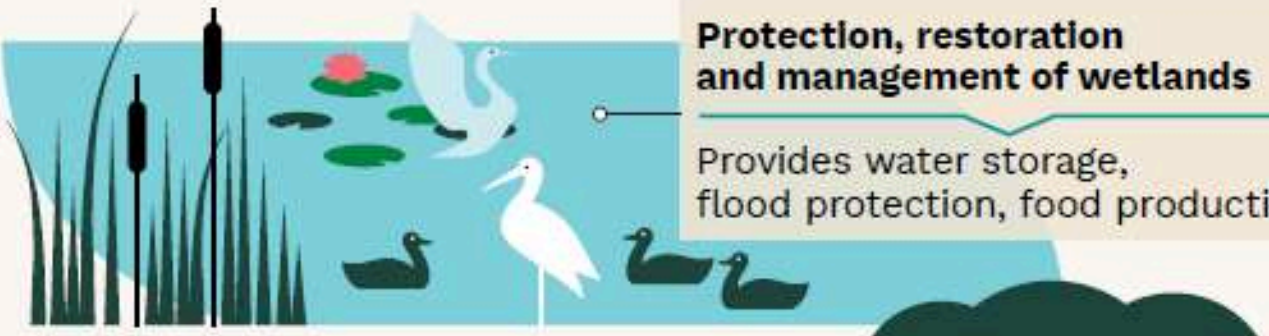 Protection, restoration
and management of wetlands
Provides water storage,
flood protection, food producti